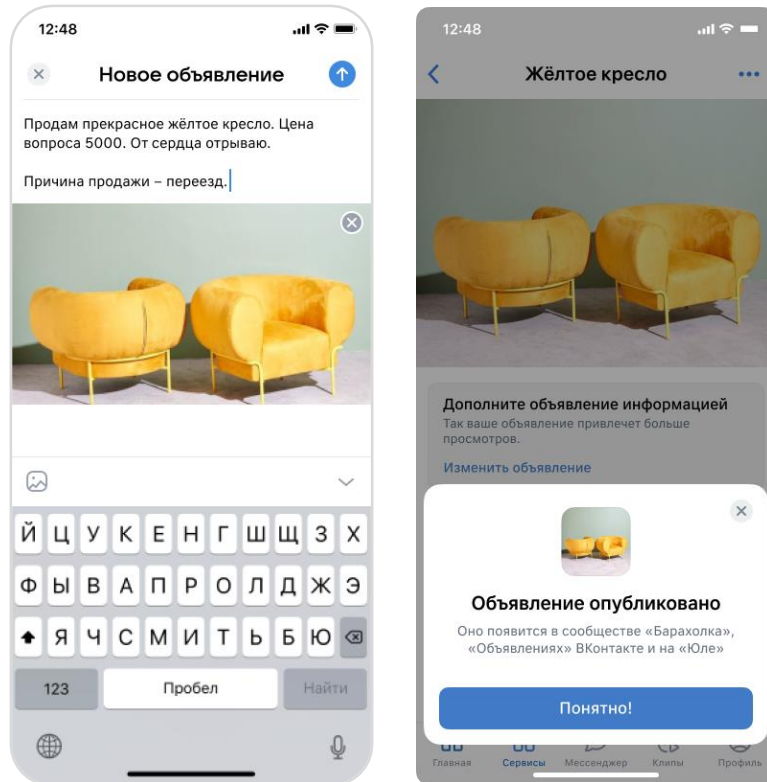 12:48
Новое объявление
Продам прекрасное жёлтое кресло. Цена
вопроса 5000. От сердца отрываю.
Причина продажи – переезд.
Й Ц У К Е Н Г Ш Щ З Х
Ф Ы В А П Р О Л Д Ж Э
Я Ч С М И Т Ь Б Ю
123 Пробел Найти
12:48
Жёлтое кресло
Дополните объявление информацией
Так ваше объявление привлечет больше
просмотров.
Изменить объявление
Объявление опубликовано
Оно появится в сообществе «Барахолка»,
«Объявлениях» ВКонтакте и на «Юле»
Понятно!
Главная Сервисы Мессенджер Клипы Профиль